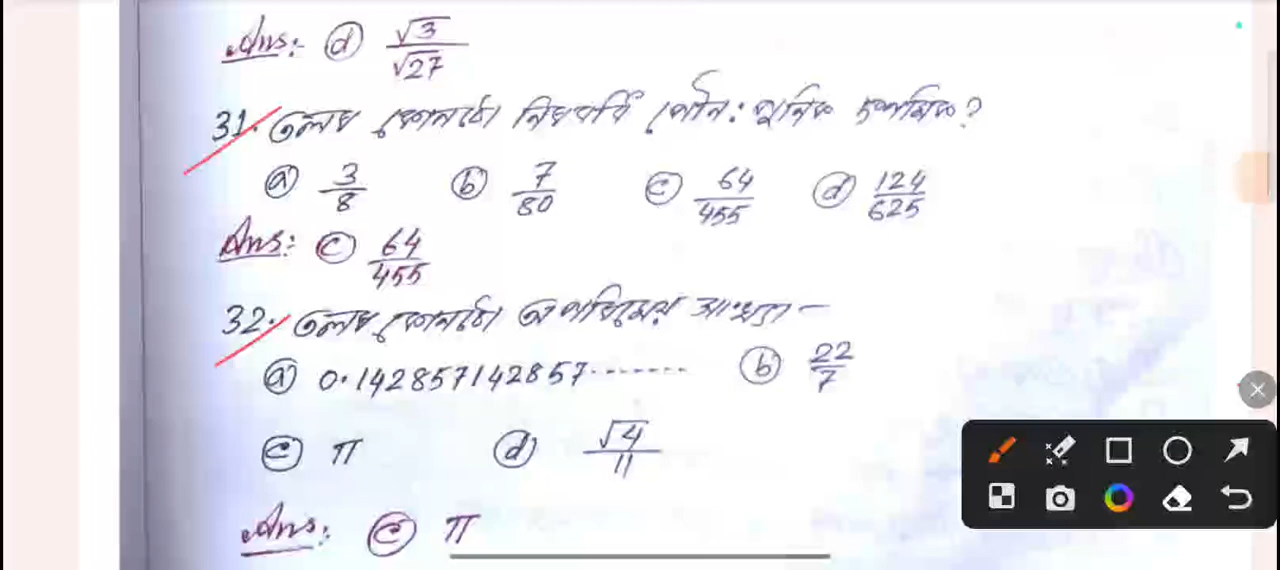 Ans: ⓓ √3/√27
31. তলৰ কোনটো নিৰবধি পৌন: পুনিক দশমিক?
ⓐ 3/8 ⓑ 7/80 ⓒ 64/455 ⓓ 124/625
Ans: ⓒ 64/455
32. তলৰ কোনটো অপৰিমেয় সংখ্যা –
ⓐ 0.142857142857....... ⓑ 22/7
ⓒ π ⓓ √4/11
Ans: ⓒ π